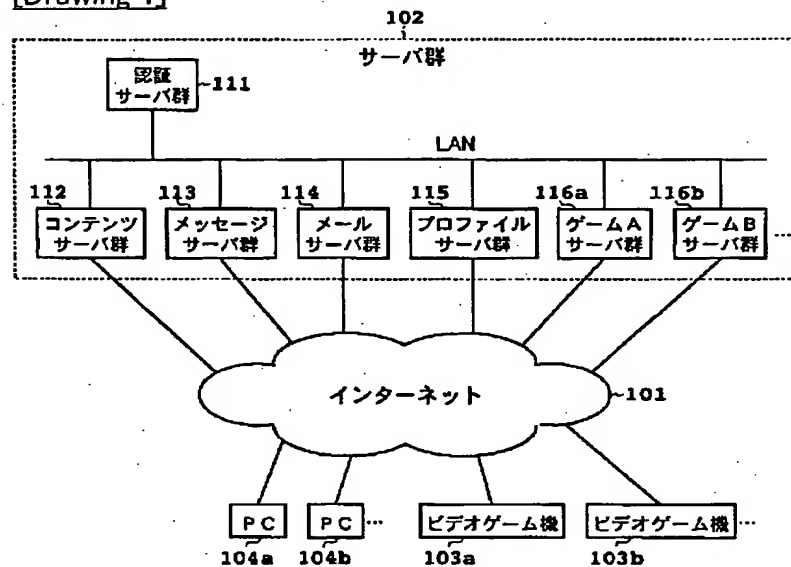 [Drawing 1]
102
サーバ群
認証
サーバ群
111
LAN
112
113
114
115
116a
116b
コンテンツ
サーバ群
メッセージ
サーバ群
メール
サーバ群
プロファイル
サーバ群
ゲームA
サーバ群
ゲームB
サーバ群
...
インターネット
101
PC
PC
...
ビデオゲーム機
ビデオゲーム機
...
104a
104b
103a
103b